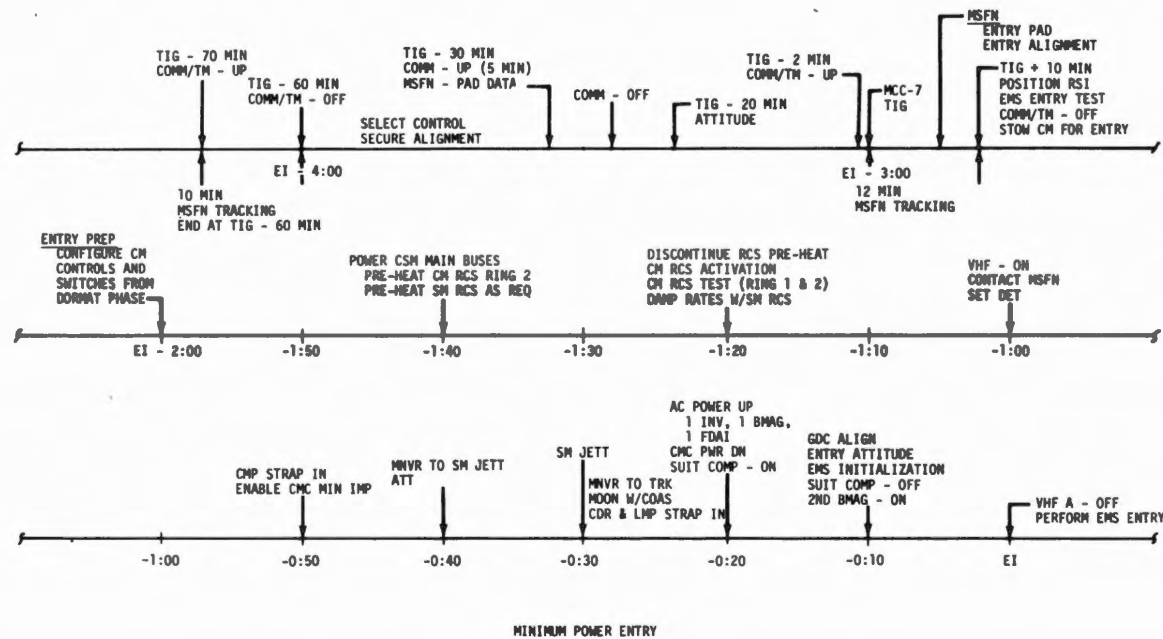 TIG - 70 MIN
COMM/TM - UP
TIG - 60 MIN
COMM/TM - OFF
SELECT CONTROL
SECURE ALIGNMENT
TIG - 30 MIN
COMM - UP (5 MIN)
MSFN - PAD DATA
COMM - OFF
TIG - 20 MIN
ATTITUDE
TIG - 2 MIN
COMM/TM - UP
MCC-7
TIG
MSFN
ENTRY PAD
ENTRY ALIGNMENT
TIG + 10 MIN
POSITION RSI
EMS ENTRY TEST
COMM/TM - OFF
STOW CM FOR ENTRY
EI - 4:00
10 MIN
MSFN TRACKING
END AT TIG - 60 MIN
EI - 3:00
12 MIN
MSFN TRACKING
ENTRY PREP
CONFIGURE CM
CONTROLS AND
SWITCHES FROM
DORMAT PHASE
POWER CSM MAIN BUSES
PRE-HEAT CM RCS RING 2
PRE-HEAT SM RCS AS REQ
DISCONTINUE RCS PRE-HEAT
CM RCS ACTIVATION
CM RCS TEST (RING 1 & 2)
DAMP RATES W/SM RCS
VHF - ON
CONTACT MSFN
SET DET
EI - 2:00
-1:50
-1:40
-1:30
-1:20
-1:10
-1:00
CMP STRAP IN
ENABLE CMC MIN IMP
MNVR TO SM JETT
ATT
SM JETT
MNVR TO TRK
MOON W/COAS
CDR & LMP STRAP IN
AC POWER UP
1 INV, 1 BMAG,
1 FDAI
CMC PWR DN
SUIT COMP - ON
GDC ALIGN
ENTRY ATTITUDE
EMS INITIALIZATION
SUIT COMP - OFF
2ND BMAG - ON
VHF A - OFF
PERFORM EMS ENTRY
-1:00
-0:50
-0:40
-0:30
-0:20
-0:10
EI
MINIMUM POWER ENTRY